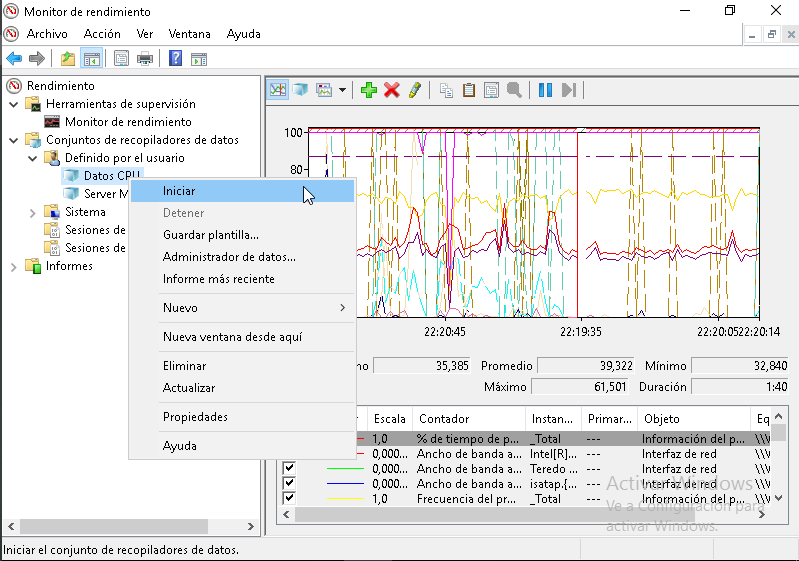 Monitor de rendimiento
Archivo Acción Ver Ventana Ayuda
Rendimiento
Herramientas de supervisión
Monitor de rendimiento
Conjuntos de recopiladores de datos
Definido por el usuario
Datos CPU
Server M
Sistema
Sesiones de
Sesiones de
Informes
Iniciar
Detener
Guardar plantilla...
Administrador de datos...
Informe más reciente
Nuevo
Nueva ventana desde aquí
Eliminar
Actualizar
Propiedades
Ayuda
100
80
22:20:45 22:19:35 22:20:05 22:20:14
mo 35,385 Promedio 39,322 Mínimo 32,840
Máximo 61,501 Duración 1:40
Escala Contador Instan... Primar... Objeto Eq
1,0 % de tiempo de p... _Total --- Información del p... \\V
0,000... Ancho de banda a... Intel[R]... --- Interfaz de red \\V
0,000... Ancho de banda a... Teredo ... --- Interfaz de red \\V
0,000... Ancho de banda a... isatap.{... --- Interfaz de red \\V
1,0 Frecuencia del pr... _Total --- Información del p... \\V
Activar Windows
Ve a Configuración para
activar Windows.
Iniciar el conjunto de recopiladores de datos.